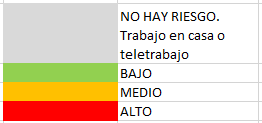 NO HAY RIESGO.
Trabajo en casa o
teletrabajo
BAJO
MEDIO
ALTO